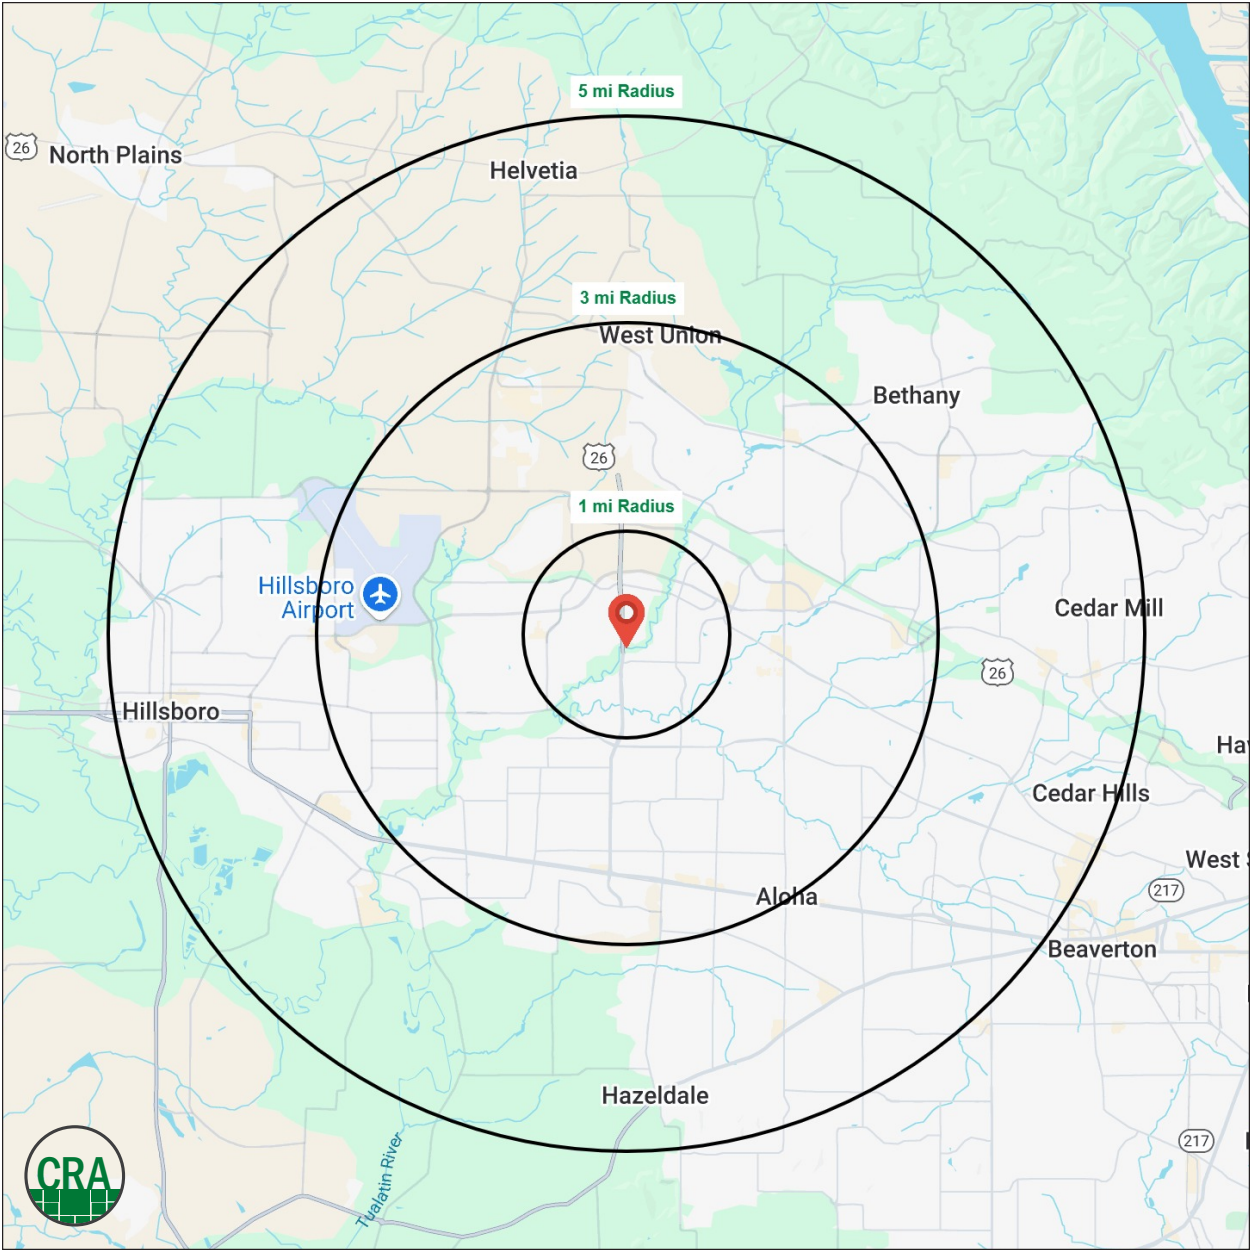 5 mi Radius
26
North Plains
Helvetia
3 mi Radius
West Union
Bethany
26
1 mi Radius
Hillsboro
Airport
Cedar Mill
26
Hillsboro
Cedar Hills
West
217
Aloha
Beaverton
Hazeldale
217
Tualatin River
CRA